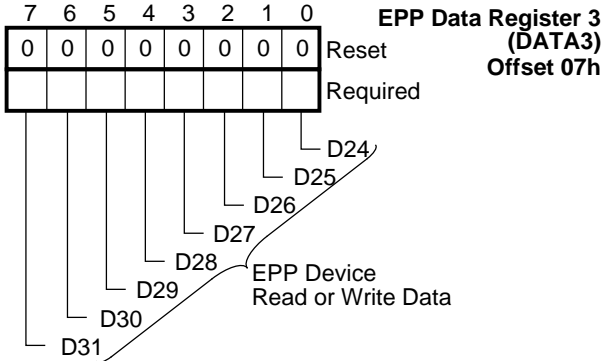 7 6 5 4 3 2 1 0
EPP Data Register 3
(DATA3)
Offset 07h
0 0 0 0 0 0 0 0 Reset
Required
D24
D25
D26
D27
D28
D29
D30
D31
EPP Device
Read or Write Data